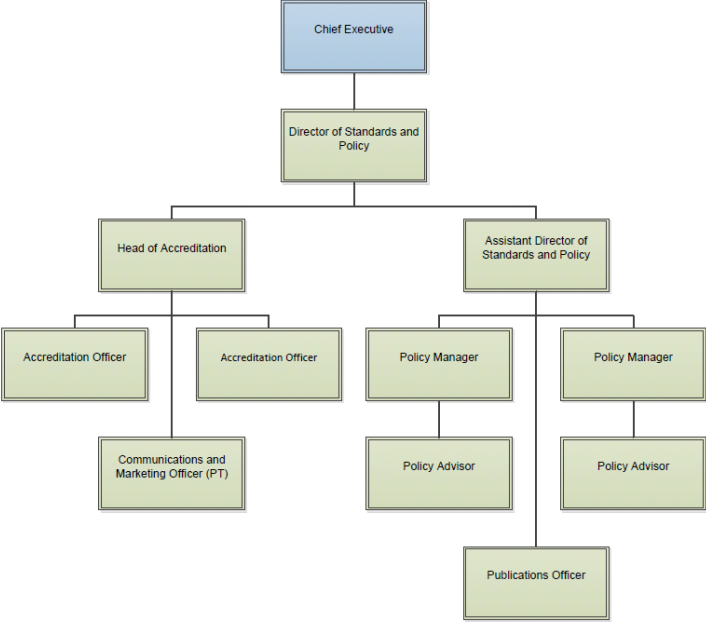 Chief Executive
Director of Standards and
Policy
Head of Accreditation
Assistant Director of
Standards and Policy
Accreditation Officer
Accreditation Officer
Policy Manager
Policy Manager
Communications and
Marketing Officer (PT)
Policy Advisor
Policy Advisor
Publications Officer